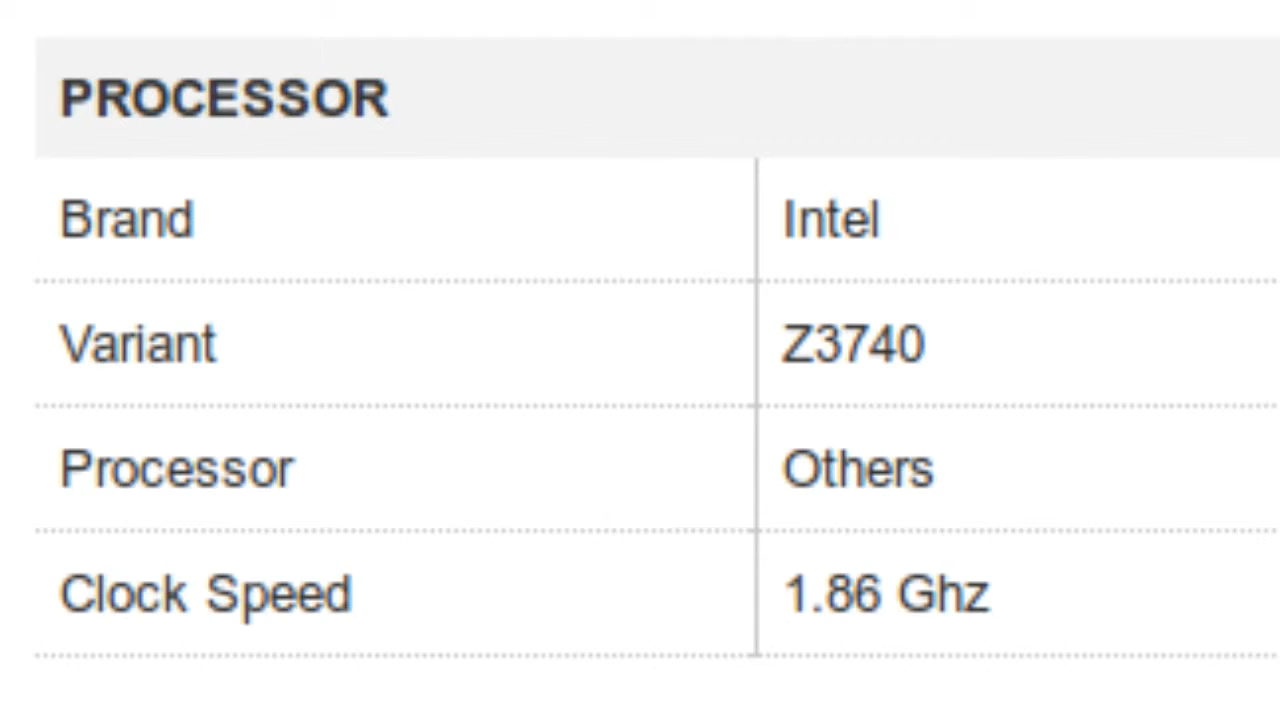 PROCESSOR
Brand Intel
Variant Z3740
Processor Others
Clock Speed 1.86 Ghz